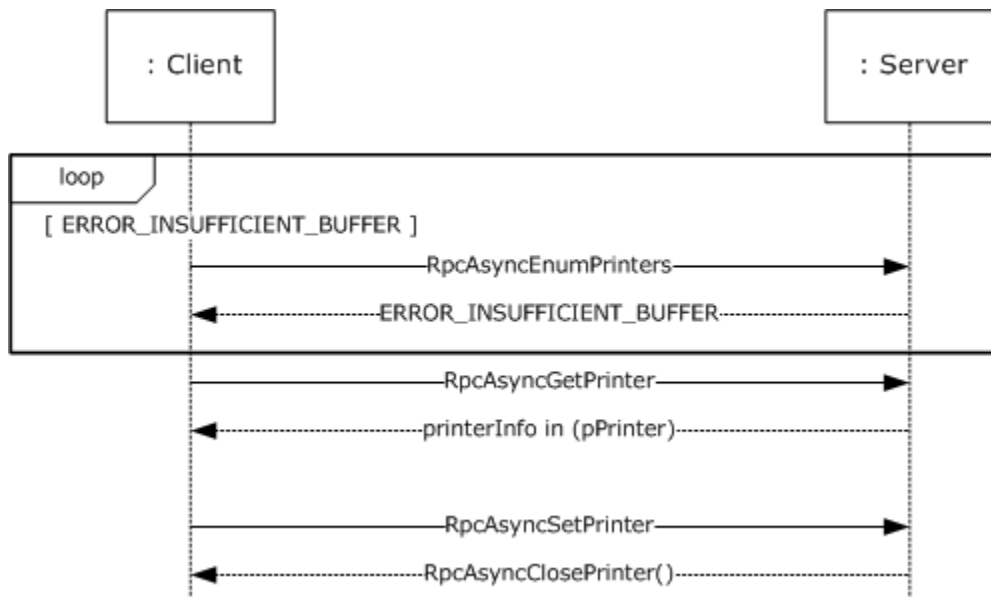 : Client
: Server
loop
[ ERROR_INSUFFICIENT_BUFFER ]
RpcAsyncEnumPrinters
ERROR_INSUFFICIENT_BUFFER
RpcAsyncGetPrinter
printerInfo in (pPrinter)
RpcAsyncSetPrinter
RpcAsyncClosePrinter()